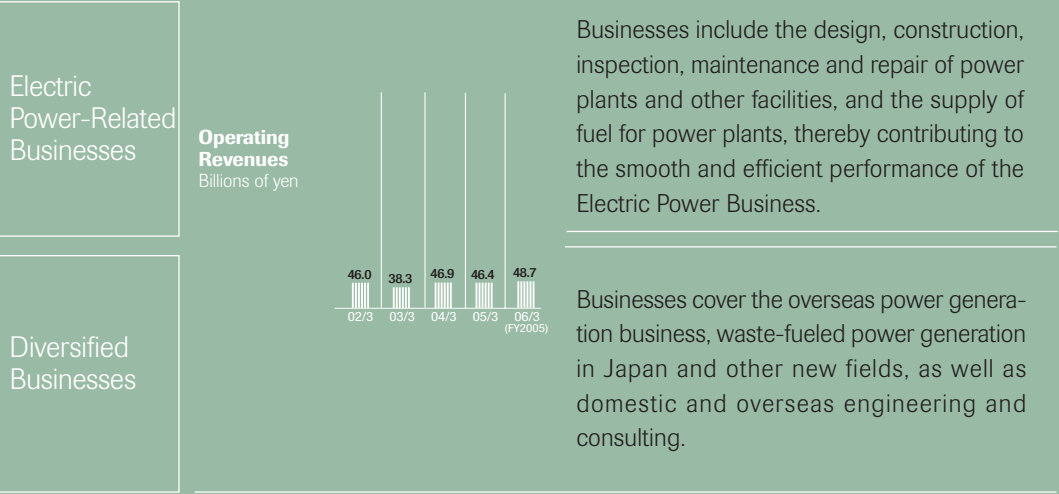 Electric
Power-Related
Businesses
Operating
Revenues
Billions of yen
46.0 38.3 46.9 46.4 48.7
02/3 03/3 04/3 05/3 06/3
(FY2005)
Businesses include the design, construction,
inspection, maintenance and repair of power
plants and other facilities, and the supply of
fuel for power plants, thereby contributing to
the smooth and efficient performance of the
Electric Power Business.
Diversified
Businesses
Businesses cover the overseas power genera-
tion business, waste-fueled power generation
in Japan and other new fields, as well as
domestic and overseas engineering and
consulting.